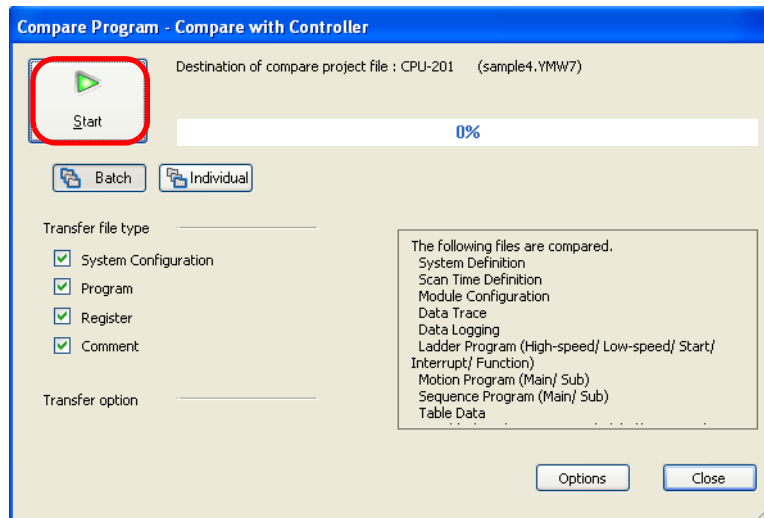 Compare Program - Compare with Controller
Destination of compare project file : CPU-201 (sample4.YMW7)
Start
0%
Batch
Individual
Transfer file type
System Configuration
Program
Register
Comment
Transfer option
The following files are compared.
System Definition
Scan Time Definition
Module Configuration
Data Trace
Data Logging
Ladder Program (High-speed/ Low-speed/ Start/
Interrupt/ Function)
Motion Program (Main/ Sub)
Sequence Program (Main/ Sub)
Table Data
Options
Close